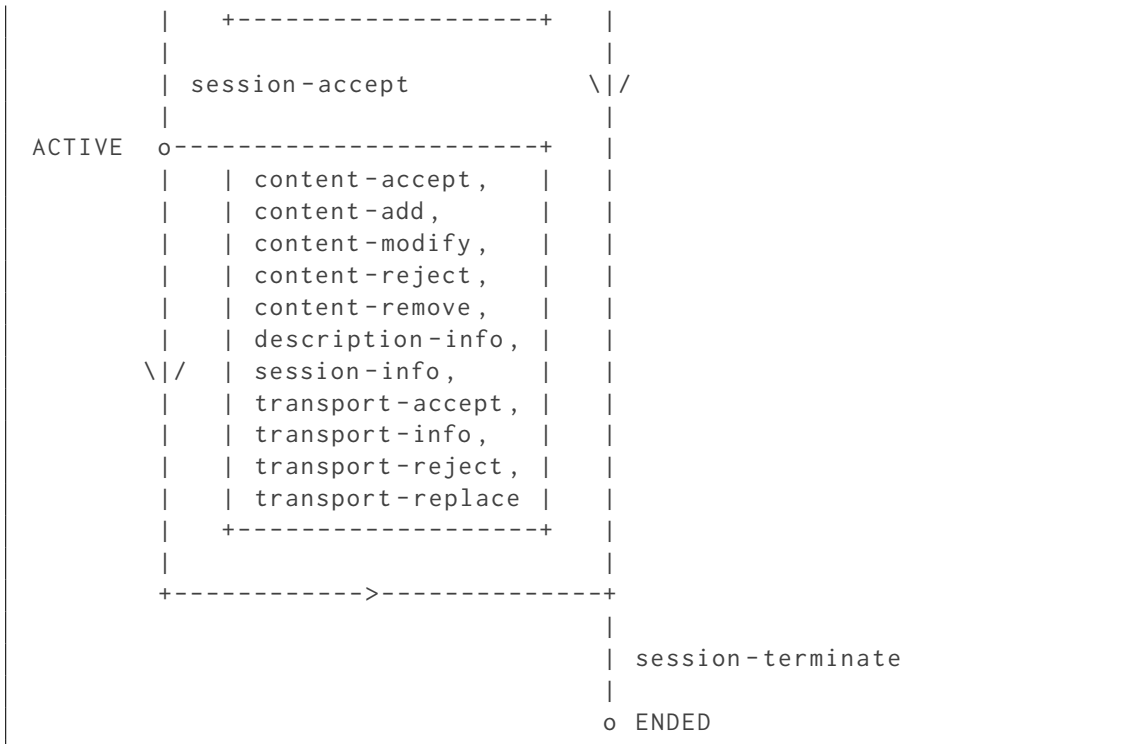 |   +-------------------+   |
|                           |
| session-accept           \|/
|                           |
ACTIVE  o-----------------------+   |
|   | content-accept,   |   |
|   | content-add,      |   |
|   | content-modify,   |   |
|   | content-reject,   |   |
|   | content-remove,   |   |
|   | description-info, |   |
\|/  | session-info,     |   |
|   | transport-accept, |   |
|   | transport-info,   |   |
|   | transport-reject, |   |
|   | transport-replace |   |
|   +-------------------+   |
|                           |
+------------>--------------+
|
| session-terminate
|
o ENDED